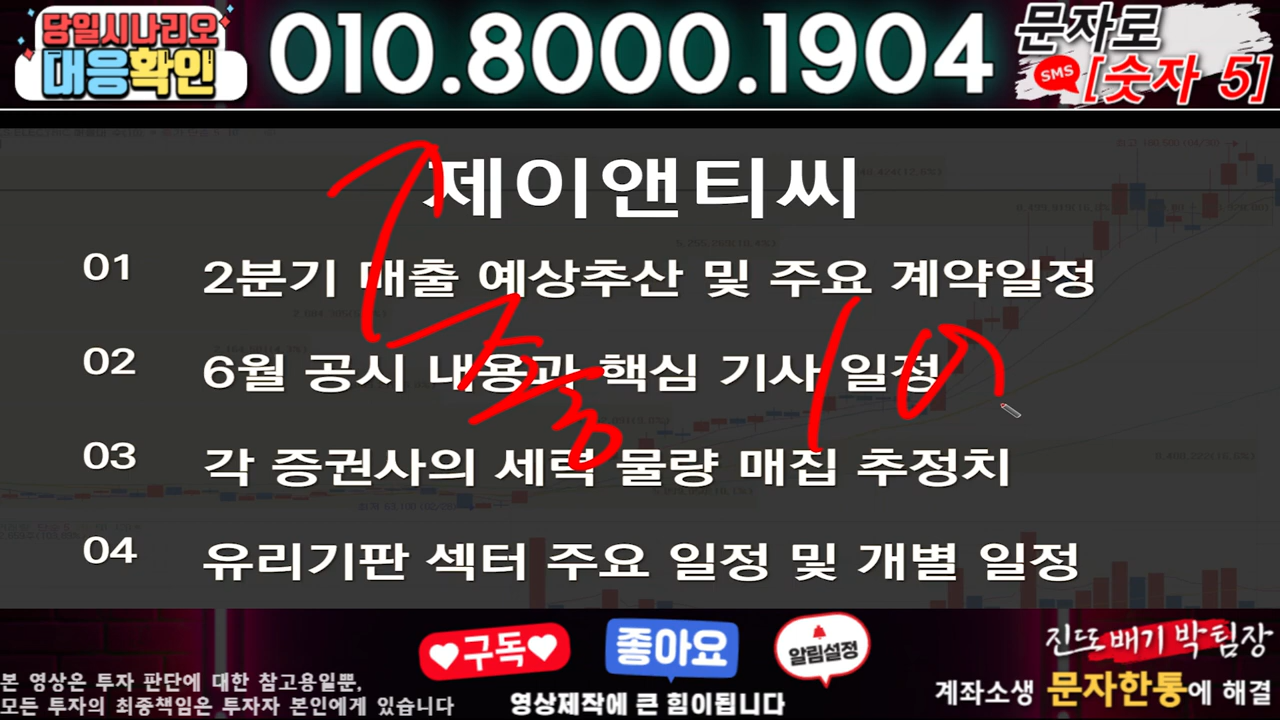 당일시나리오
대응확인
010.8000.1904
문자로
SMS [숫자 5]
제이앤티씨
01 2분기 매출 예상추산 및 주요 계약일정
02 6월 공시 내용과 핵심 기사 일정
03 각 증권사의 세력 물량 매집 추정치
04 유리기판 섹터 주요 일정 및 개별 일정
구독
좋아요
알림설정
영상제작에 큰 힘이됩니다
본 영상은 투자 판단에 대한 참고용일뿐,
모든 투자의 최종책임은 투자자 본인에게 있습니다
진또배기 박팀장
계좌소생 문자한통에 해결